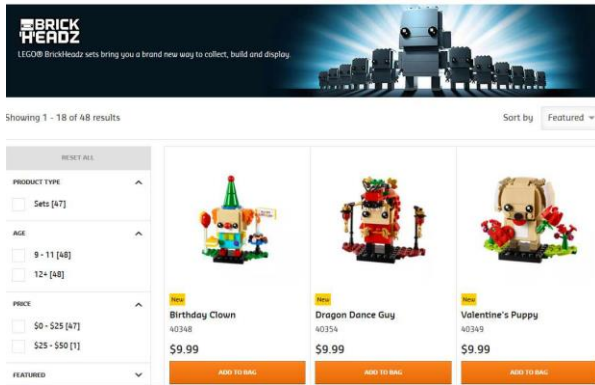 BRICK
HEADZ
LEGO® BrickHeadz sets bring you a brand new way to collect, build and display.
Showing 1 - 18 of 48 results
Sort by Featured
RESET ALL
PRODUCT TYPE
Sets [47]
AGE
9 - 11 [48]
12+ [48]
PRICE
$0 - $25 [47]
$25 - $50 [1]
FEATURED
New
Birthday Clown
40348
$9.99
ADD TO BAG
New
Dragon Dance Guy
40354
$9.99
ADD TO BAG
New
Valentine's Puppy
40349
$9.99
ADD TO BAG